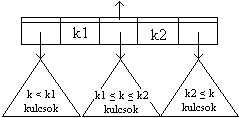 k1 k2
k < k1
kulcsok
k1 ≤ k ≤ k2
kulcsok
k2 ≤ k
kulcsok